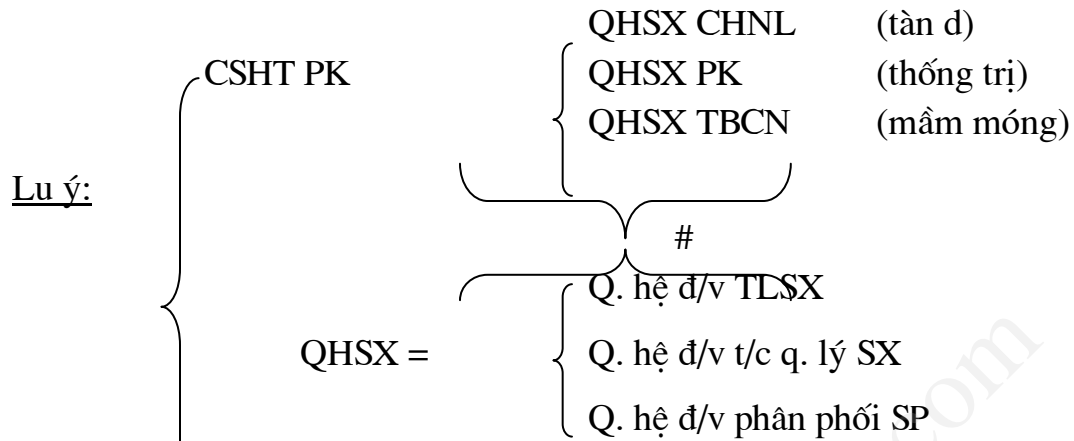 QHSX CHNL (tàn d)
CSHT PK QHSX PK (thống trị)
QHSX TBCN (mầm móng)
Lu ý:
#
Q. hệ đ/v TLSX
QHSX = Q. hệ đ/v t/c q. lý SX
Q. hệ đ/v phân phối SP
com